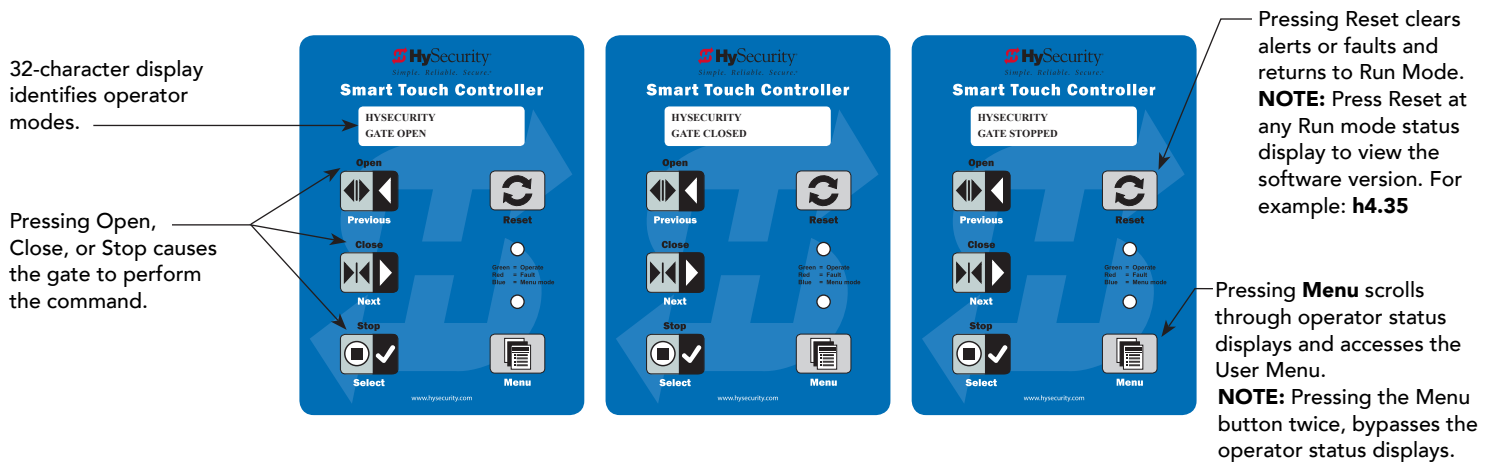 32-character display
identifies operator
modes.
Pressing Open,
Close, or Stop causes
the gate to perform
the command.
HySecurity
Simple. Reliable. Secure.
Smart Touch Controller
HYSECURITY
GATE OPEN
Open
Previous
Reset
Close
Next
Green = Operate
Red = Fault
Blue = Menu mode
Stop
Select
Menu
www.hysecurity.com
HySecurity
Simple. Reliable. Secure.
Smart Touch Controller
HYSECURITY
GATE CLOSED
Open
Previous
Reset
Close
Next
Green = Operate
Red = Fault
Blue = Menu mode
Stop
Select
Menu
www.hysecurity.com
HySecurity
Simple. Reliable. Secure.
Smart Touch Controller
HYSECURITY
GATE STOPPED
Open
Previous
Reset
Close
Next
Green = Operate
Red = Fault
Blue = Menu mode
Stop
Select
Menu
www.hysecurity.com
Pressing Reset clears
alerts or faults and
returns to Run Mode.
NOTE: Press Reset at
any Run mode status
display to view the
software version. For
example: h4.35
Pressing Menu scrolls
through operator status
displays and accesses the
User Menu.
NOTE: Pressing the Menu
button twice, bypasses the
operator status displays.